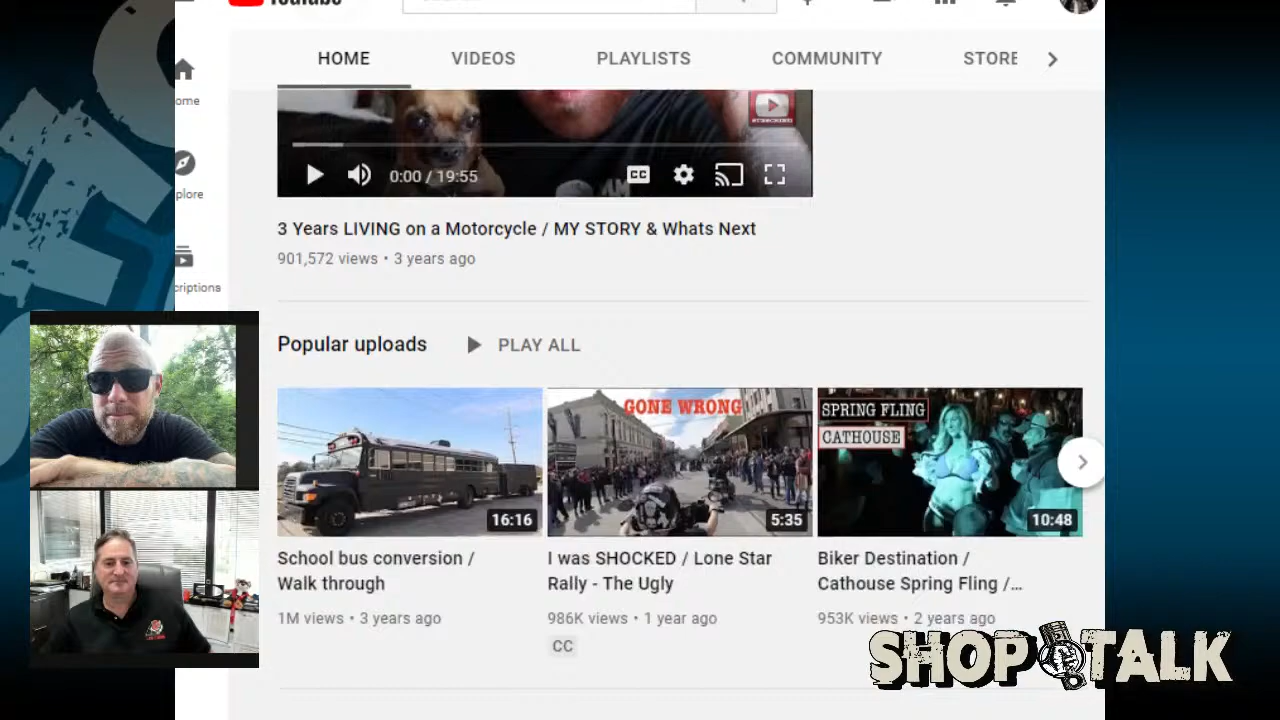 YouTube
HOME VIDEOS PLAYLISTS COMMUNITY STORE
ome
plore
criptions
0:00 / 19:55
CC
3 Years LIVING on a Motorcycle / MY STORY & Whats Next
901,572 views • 3 years ago
Popular uploads PLAY ALL
16:16
GONE WRONG
5:35
SPRING FLING
CATHOUSE
10:48
School bus conversion /
Walk through
1M views • 3 years ago
I was SHOCKED / Lone Star
Rally - The Ugly
986K views • 1 year ago
CC
Biker Destination /
Cathouse Spring Fling /...
953K views • 2 years ago
SHOP TALK